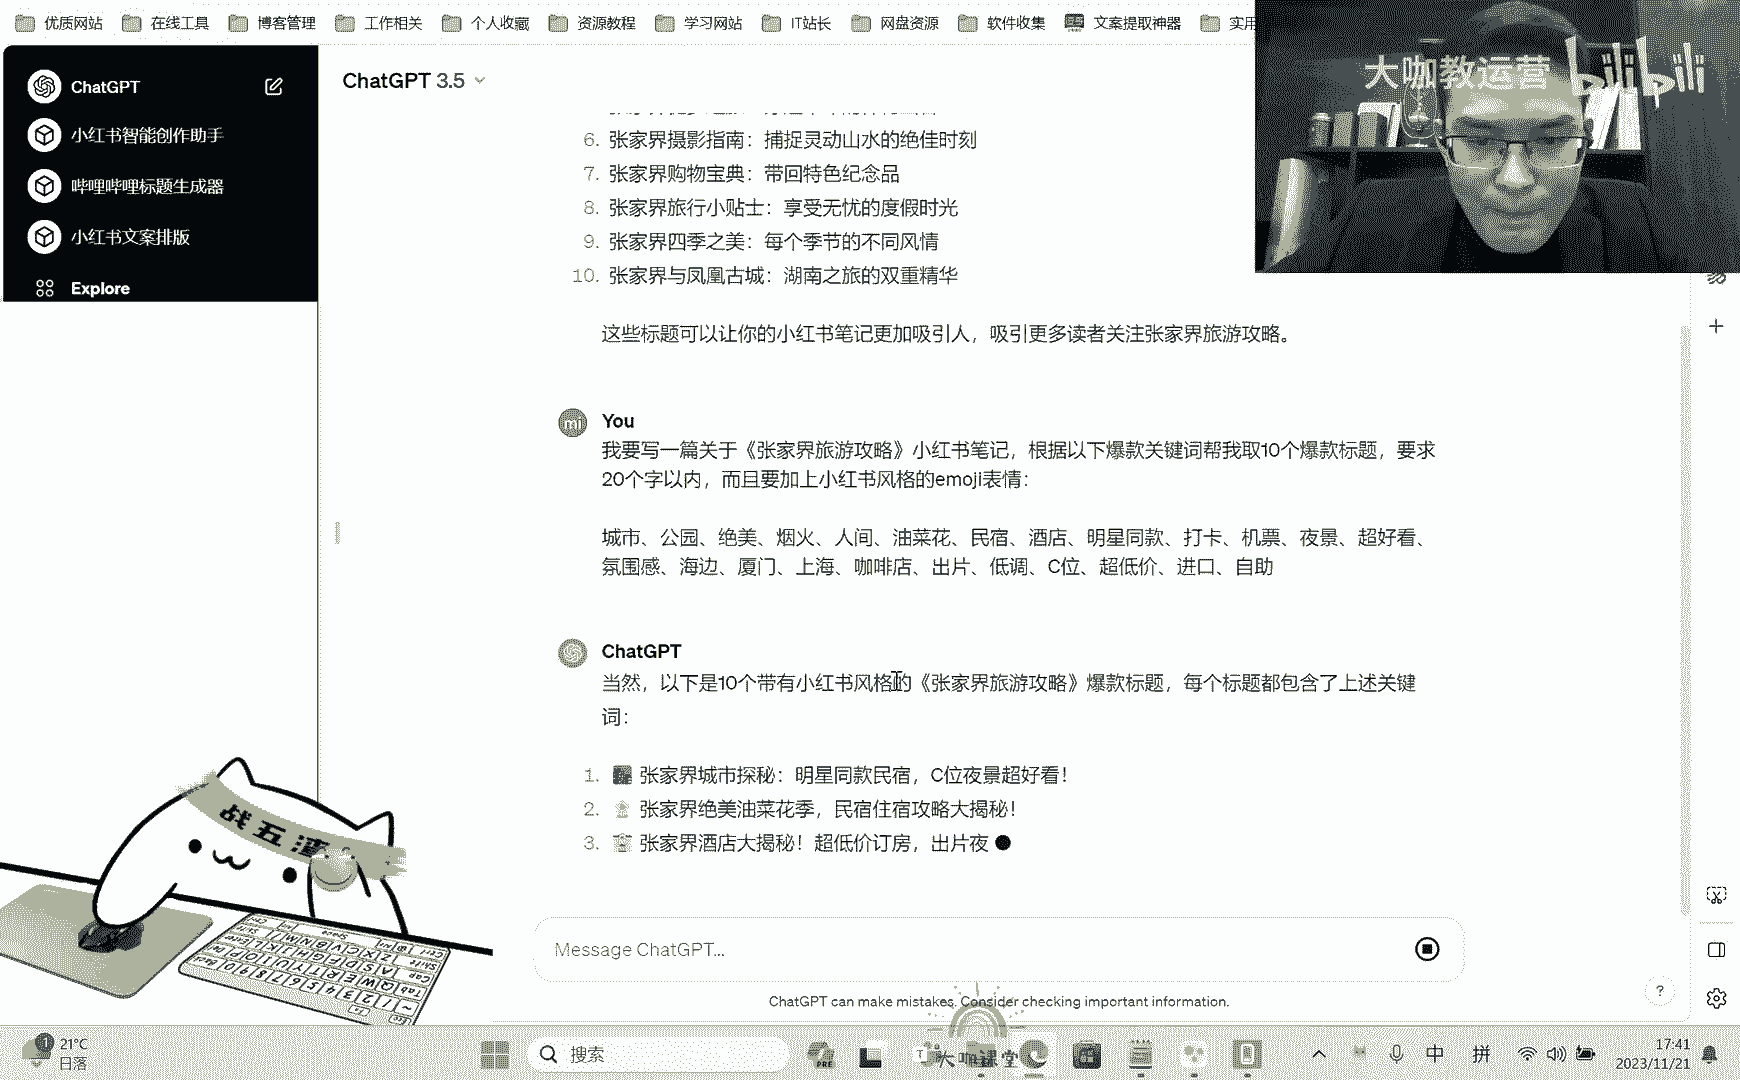 优质网站 在线工具 博客管理 工作相关 个人收藏 资源教程 学习网站 IT站长 网盘资源 软件收集 文案提取神器 实用
大咖教运营 bilibili
ChatGPT
小红书智能创作助手
哔哩哔哩标题生成器
小红书文案排版
Explore
ChatGPT 3.5
6. 张家界摄影指南：捕捉灵动山水的绝佳时刻
7. 张家界购物宝典：带回特色纪念品
8. 张家界旅行小贴士：享受无忧的度假时光
9. 张家界四季之美：每个季节的不同风情
10. 张家界与凤凰古城：湖南之旅的双重精华
这些标题可以让你的小红书笔记更加吸引人，吸引更多读者关注张家界旅游攻略。
You
我要写一篇关于《张家界旅游攻略》小红书笔记，根据以下爆款关键词帮我取10个爆款标题，要求
20个字以内，而且要加上小红书风格的emoji表情：
城市、公园、绝美、烟火、人间、油菜花、民宿、酒店、明星同款、打卡、机票、夜景、超好看、
氛围感、海边、厦门、上海、咖啡店、出片、低调、C位、超低价、进口、自助
ChatGPT
当然，以下是10个带有小红书风格的《张家界旅游攻略》爆款标题，每个标题都包含了上述关键
词：
1. 张家界城市探秘：明星同款民宿，C位夜景超好看！
2. 张家界绝美油菜花季，民宿住宿攻略大揭秘！
3. 张家界酒店大揭秘！超低价订房，出片夜
战五渣
Message ChatGPT...
ChatGPT can make mistakes. Consider checking important information.
?
1 21°C
日落
搜索
PRE
大咖课堂
中 拼
17:41
2023/11/21